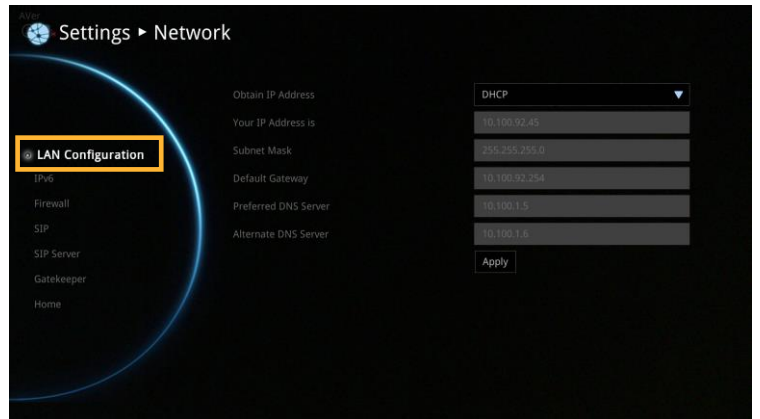 AVer
Settings ▸ Network
Obtain IP Address DHCP
Your IP Address is 10.100.92.45
LAN Configuration
Subnet Mask 255.255.255.0
IPv6
Default Gateway 10.100.92.254
Firewall
Preferred DNS Server 10.100.1.5
SIP
Alternate DNS Server 10.100.1.6
SIP Server
Apply
Gatekeeper
Home